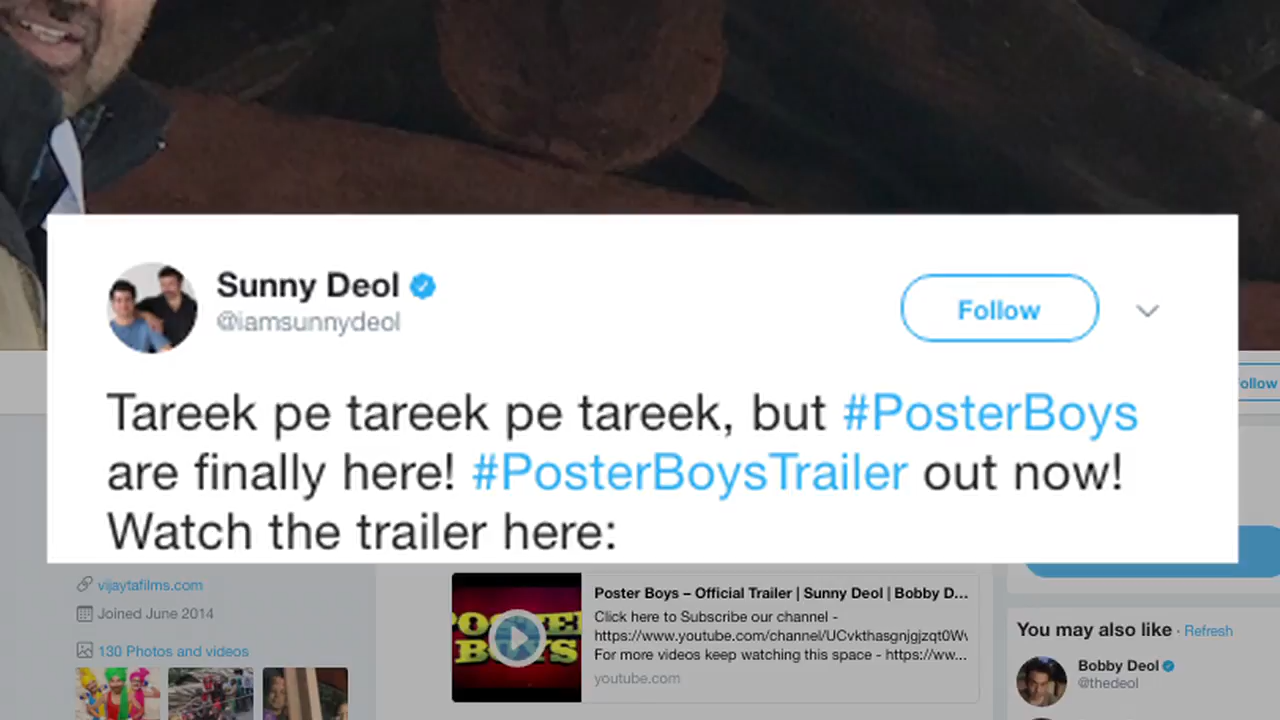 Sunny Deol
@iamsunnydeol
Follow
Tareek pe tareek pe tareek, but #PosterBoys
are finally here! #PosterBoysTrailer out now!
Watch the trailer here:
ollow
vijaytafilms.com
Joined June 2014
130 Photos and videos
POSTER
BOYS
Poster Boys – Official Trailer | Sunny Deol | Bobby D...
Click here to Subscribe our channel -
https://www.youtube.com/channel/UCvkthasgnjgjzqt0W
For more videos keep watching this space - https://ww...
youtube.com
You may also like · Refresh
Bobby Deol
@thedeol